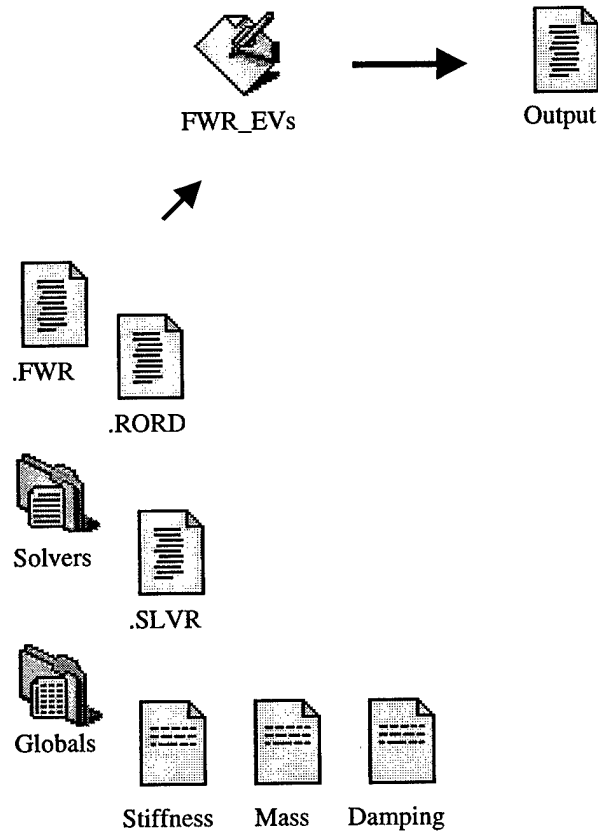 FWR_EVs
Output
.FWR
.RORD
Solvers
.SLVR
Globals
Stiffness
Mass
Damping